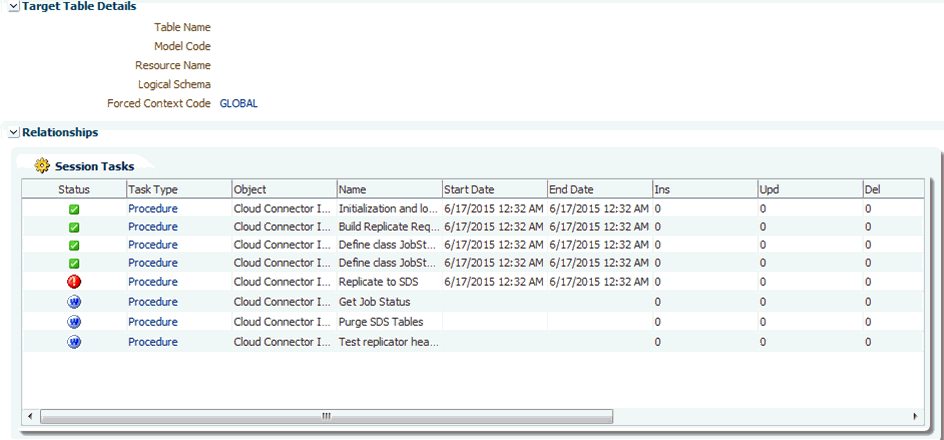 Target Table Details
Table Name
Model Code
Resource Name
Logical Schema
Forced Context Code GLOBAL
Relationships
Session Tasks
Status Task Type Object Name Start Date End Date Ins Upd Del
Procedure Cloud Connector I... Initialization and lo... 6/17/2015 12:32 AM 6/17/2015 12:32 AM 0 0 0
Procedure Cloud Connector I... Build Replicate Req... 6/17/2015 12:32 AM 6/17/2015 12:32 AM 0 0 0
Procedure Cloud Connector I... Define class JobSt... 6/17/2015 12:32 AM 6/17/2015 12:32 AM 0 0 0
Procedure Cloud Connector I... Define class JobSt... 6/17/2015 12:32 AM 6/17/2015 12:32 AM 0 0 0
Procedure Cloud Connector I... Replicate to SDS 6/17/2015 12:32 AM 6/17/2015 12:32 AM 0 0 0
W Procedure Cloud Connector I... Get Job Status 0 0 0
W Procedure Cloud Connector I... Purge SDS Tables 0 0 0
W Procedure Cloud Connector I... Test replicator hea... 0 0 0